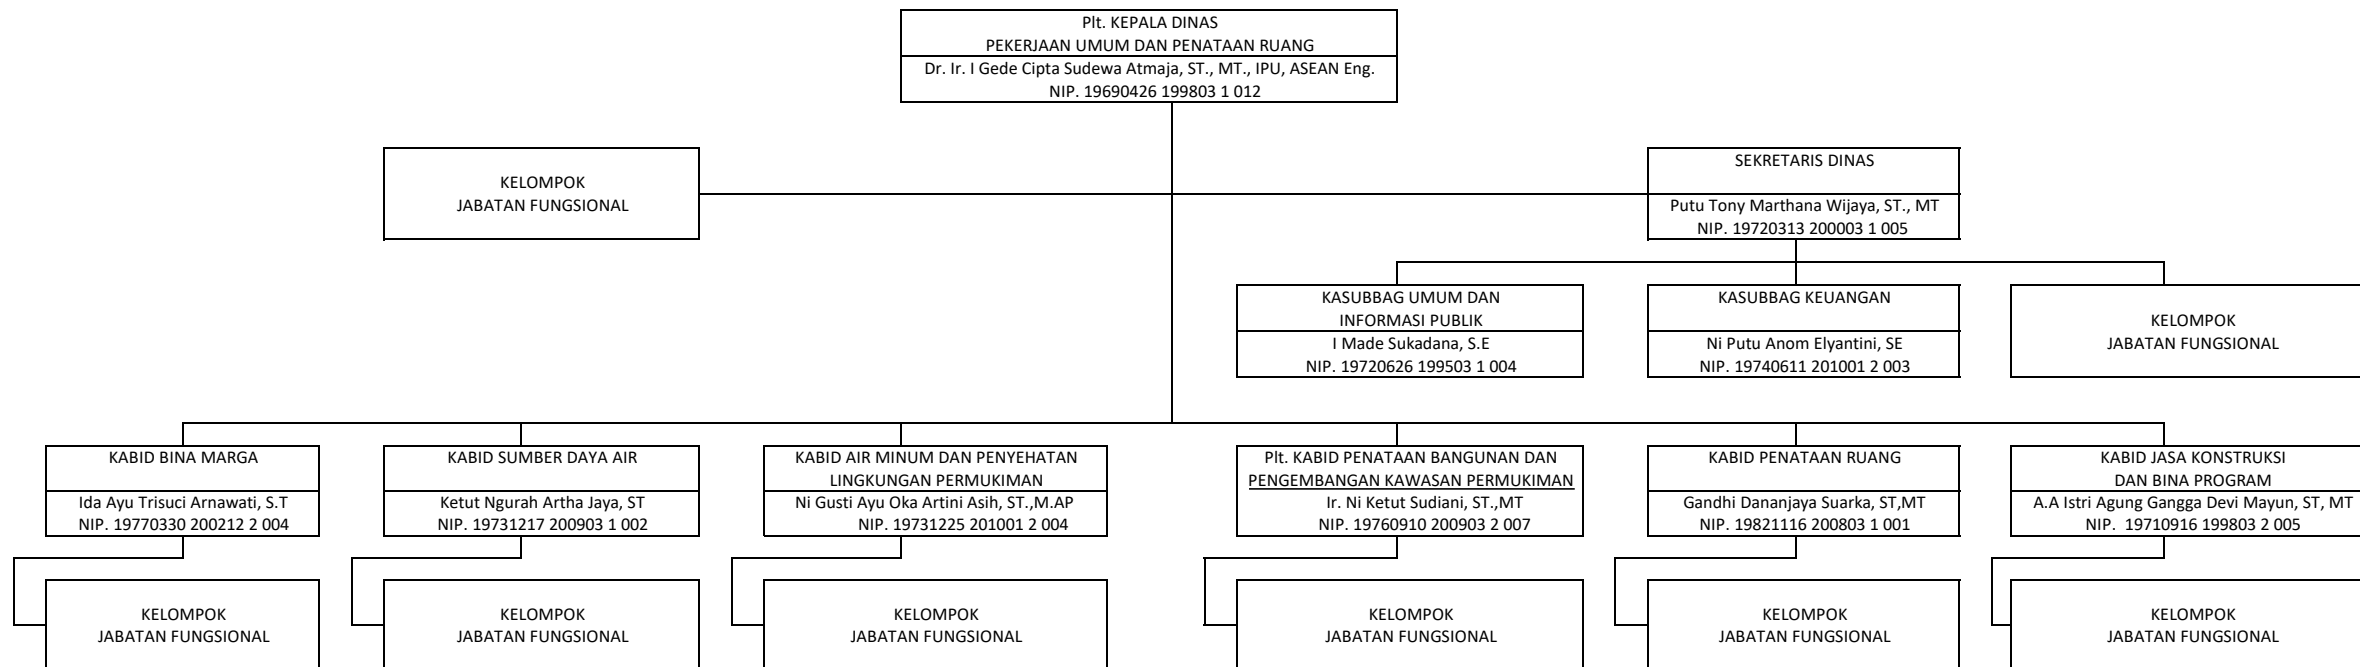 Plt. KEPALA DINAS
PEKERJAAN UMUM DAN PENATAAN RUANG
Dr. Ir. I Gede Cipta Sudewa Atmaja, ST., MT., IPU, ASEAN Eng.
NIP. 19690426 199803 1 012
KELOMPOK
JABATAN FUNGSIONAL
SEKRETARIS DINAS
Putu Tony Marthana Wijaya, ST., MT
NIP. 19720313 200003 1 005
KASUBBAG UMUM DAN
INFORMASI PUBLIK
I Made Sukadana, S.E
NIP. 19720626 199503 1 004
KASUBBAG KEUANGAN
Ni Putu Anom Elyantini, SE
NIP. 19740611 201001 2 003
KELOMPOK
JABATAN FUNGSIONAL
KABID BINA MARGA
Ida Ayu Trisuci Arnawati, S.T
NIP. 19770330 200212 2 004
KABID SUMBER DAYA AIR
Ketut Ngurah Artha Jaya, ST
NIP. 19731217 200903 1 002
KABID AIR MINUM DAN PENYEHATAN
LINGKUNGAN PERMUKIMAN
Ni Gusti Ayu Oka Artini Asih, ST.,M.AP
NIP. 19731225 201001 2 004
Plt. KABID PENATAAN BANGUNAN DAN
PENGEMBANGAN KAWASAN PERMUKIMAN
Ir. Ni Ketut Sudiani, ST.,MT
NIP. 19760910 200903 2 007
KABID PENATAAN RUANG
Gandhi Dananjaya Suarka, ST,MT
NIP. 19821116 200803 1 001
KABID JASA KONSTRUKSI
DAN BINA PROGRAM
A.A Istri Agung Gangga Devi Mayun, ST, MT
NIP. 19710916 199803 2 005
KELOMPOK
JABATAN FUNGSIONAL
KELOMPOK
JABATAN FUNGSIONAL
KELOMPOK
JABATAN FUNGSIONAL
KELOMPOK
JABATAN FUNGSIONAL
KELOMPOK
JABATAN FUNGSIONAL
KELOMPOK
JABATAN FUNGSIONAL